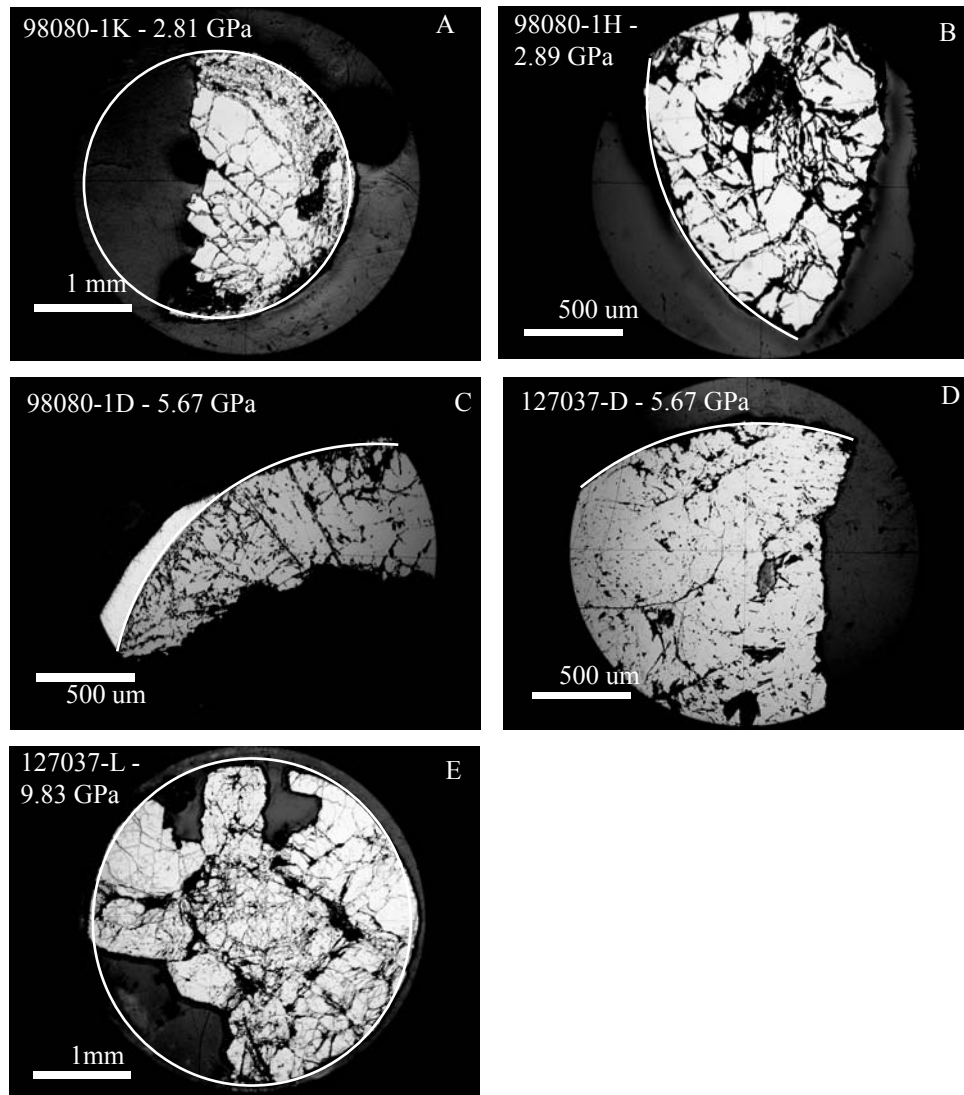 98080-1K - 2.81 GPa
A
1 mm
98080-1H -
2.89 GPa
B
500 um
98080-1D - 5.67 GPa
C
500 um
127037-D - 5.67 GPa
D
500 um
127037-L -
9.83 GPa
E
1mm